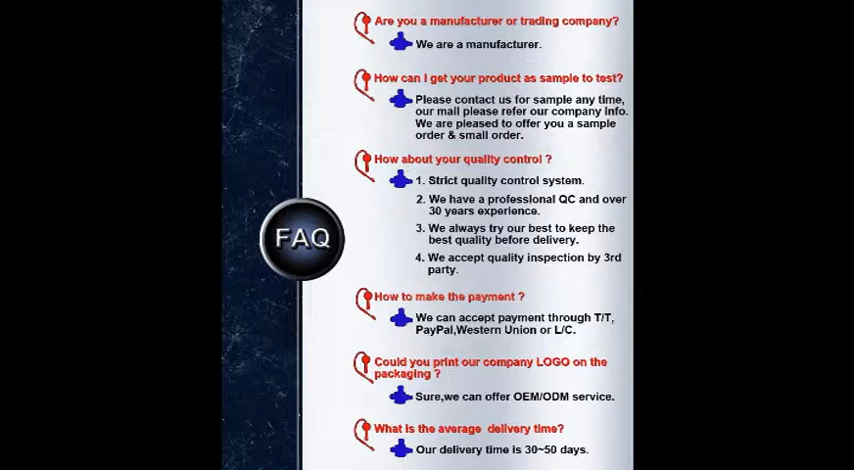 Are you a manufacturer or trading company?
We are a manufacturer.
How can I get your product as sample to test?
Please contact us for sample any time,
our mail please refer our company info.
We are pleased to offer you a sample
order & small order.
How about your quality control ?
1. Strict quality control system.
2. We have a professional QC and over
30 years experience.
3. We always try our best to keep the
best quality before delivery.
4. We accept quality inspection by 3rd
party.
FAQ
How to make the payment ?
We can accept payment through T/T,
PayPal,Western Union or L/C.
Could you print our company LOGO on the
packaging ?
Sure,we can offer OEM/ODM service.
What is the average delivery time?
Our delivery time is 30~50 days.